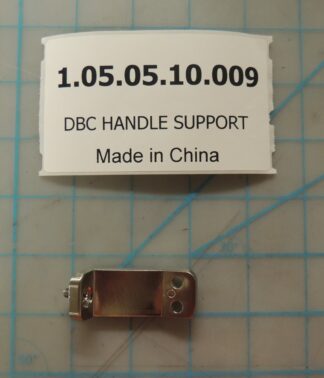 1.05.05.10.009
DBC HANDLE SUPPORT
Made in China